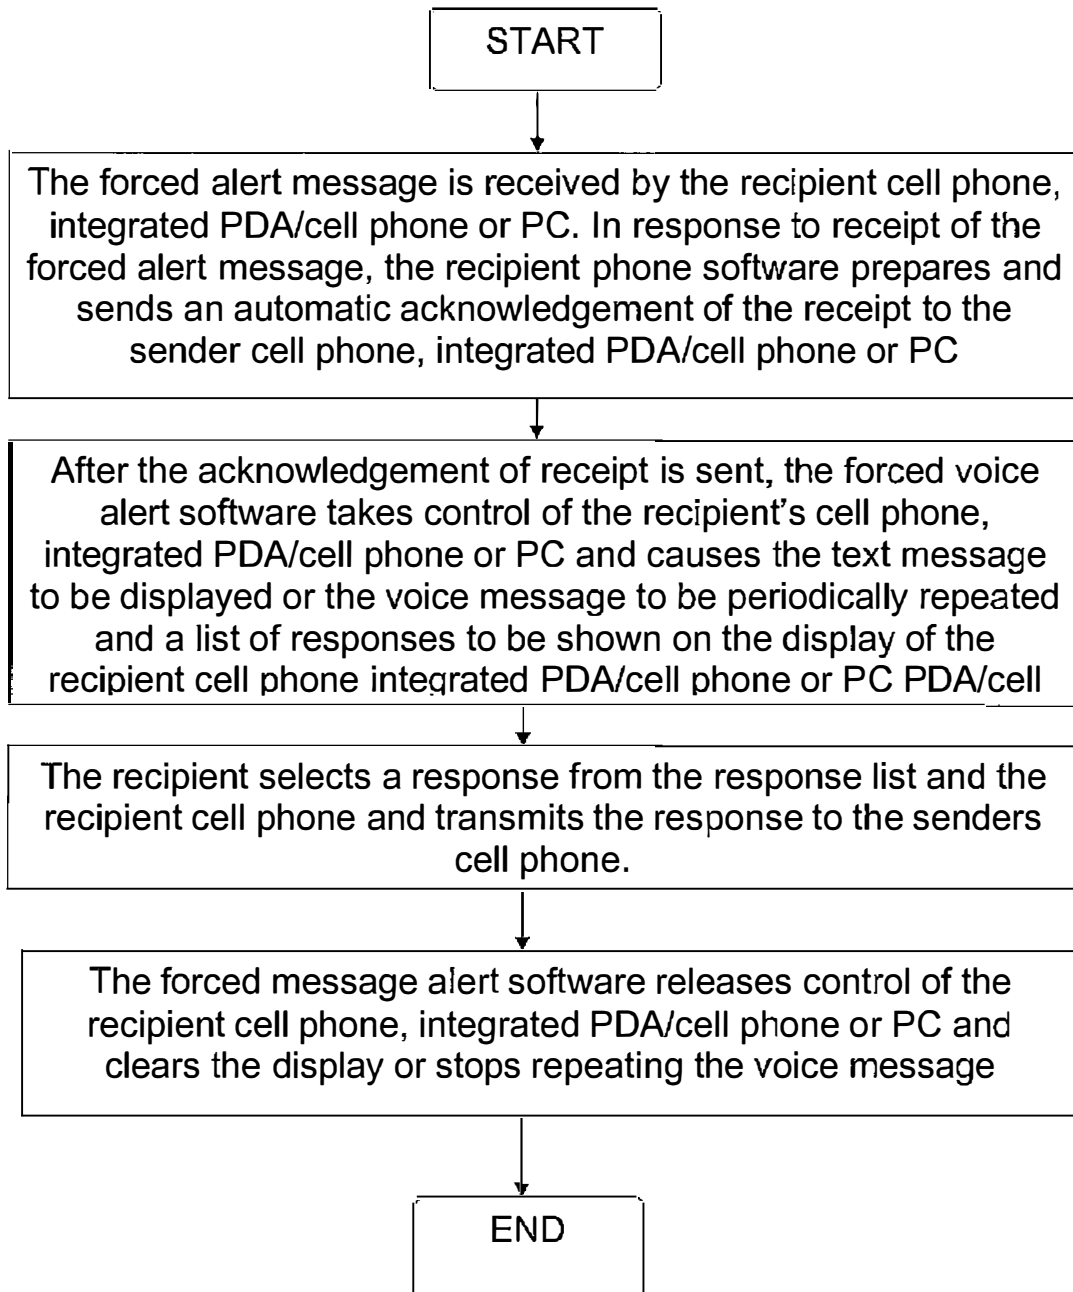 START
The forced alert message is received by the recipient cell phone,
integrated PDA/cell phone or PC. In response to receipt of the
forced alert message, the recipient phone software prepares and
sends an automatic acknowledgement of the receipt to the
sender cell phone, integrated PDA/cell phone or PC
After the acknowledgement of receipt is sent, the forced voice
alert software takes control of the recipient's cell phone,
integrated PDA/cell phone or PC and causes the text message
to be displayed or the voice message to be periodically repeated
and a list of responses to be shown on the display of the
recipient cell phone integrated PDA/cell phone or PC PDA/cell
The recipient selects a response from the response list and the
recipient cell phone and transmits the response to the senders
cell phone.
The forced message alert software releases control of the
recipient cell phone, integrated PDA/cell phone or PC and
clears the display or stops repeating the voice message
END